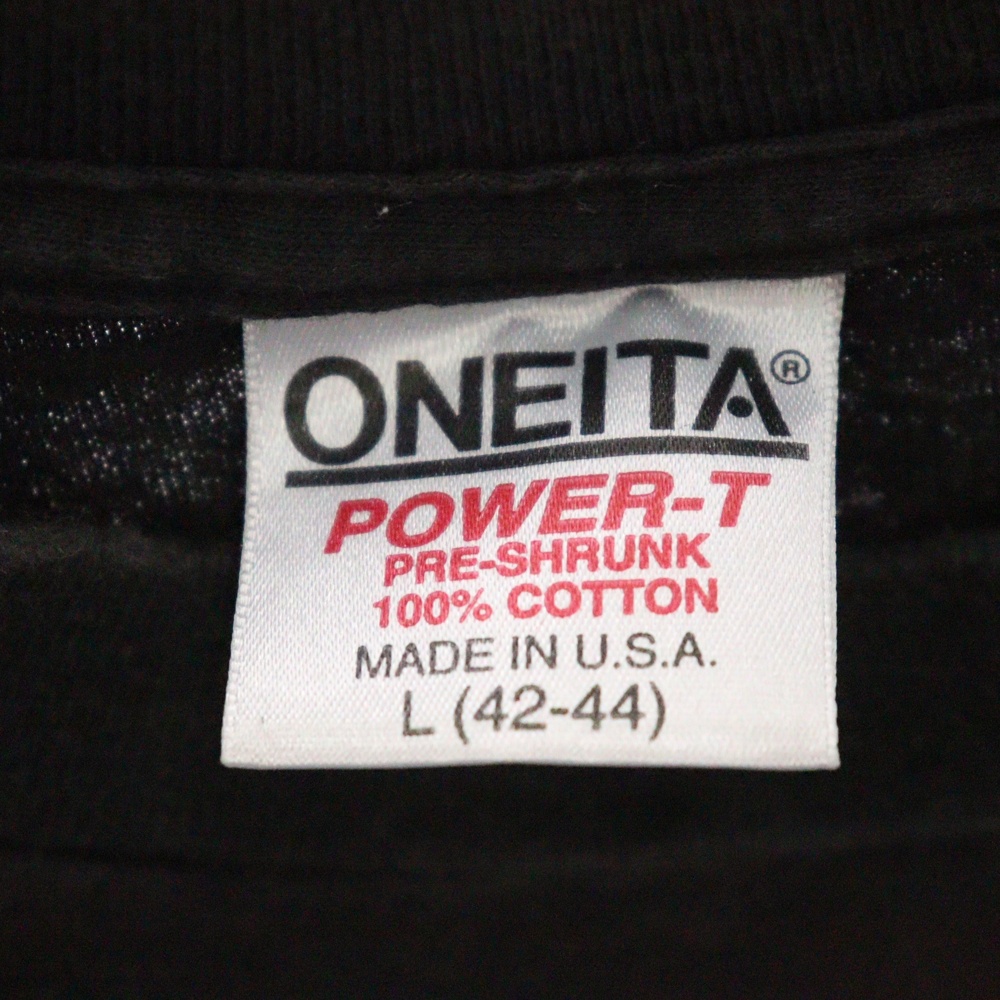 ONEITA®
POWER-T
PRE-SHRUNK
100% COTTON
MADE IN U.S.A.
L (42-44)